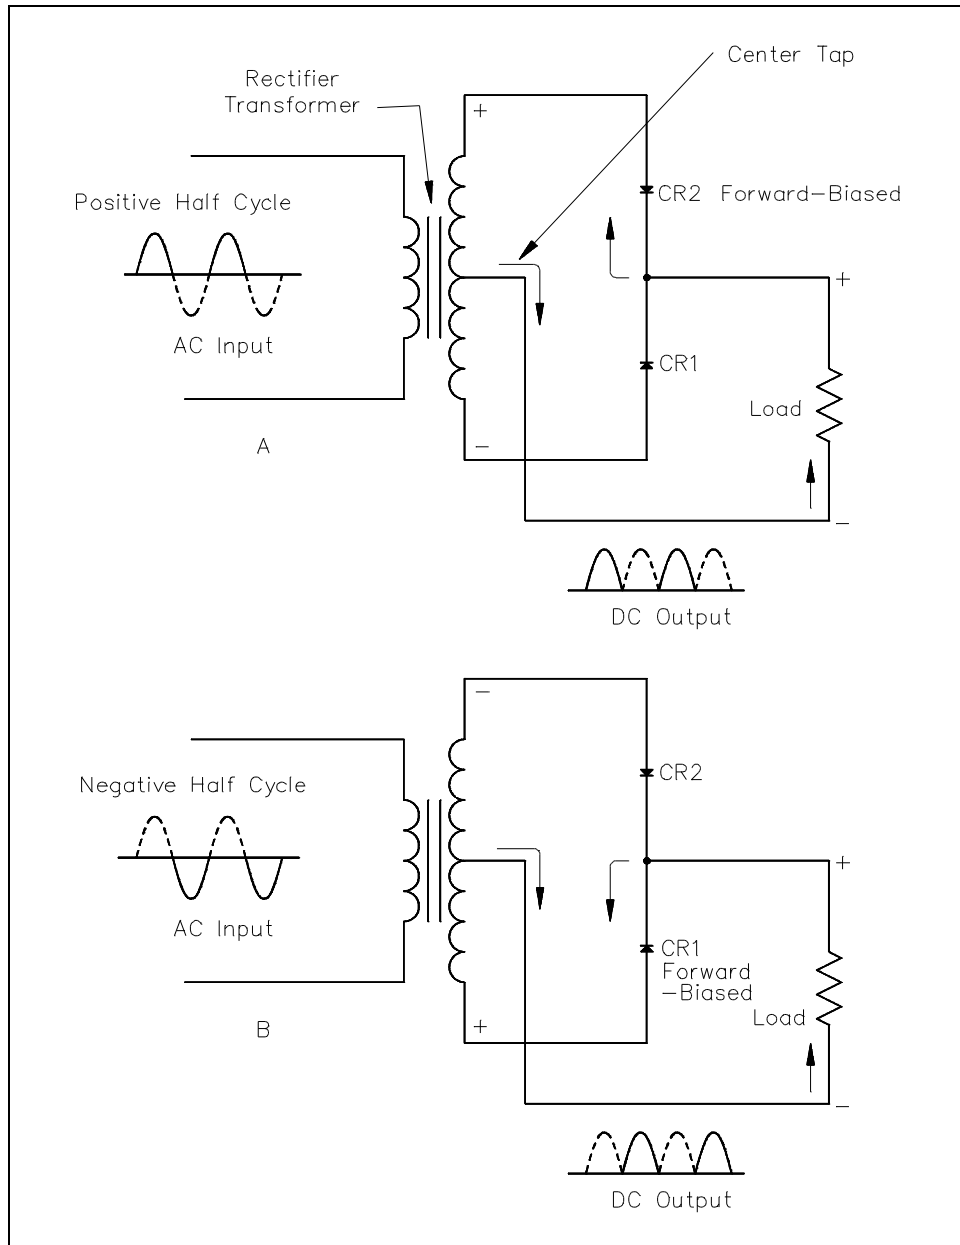 Center Tap
Rectifier
Transformer
+
CR2 Forward-Biased
Positive Half Cycle
+
AC Input
CR1
Load
A
−
−
DC Output
−
CR2
Negative Half Cycle
+
AC Input
CR1
Forward
-Biased
Load
+
B
−
DC Output